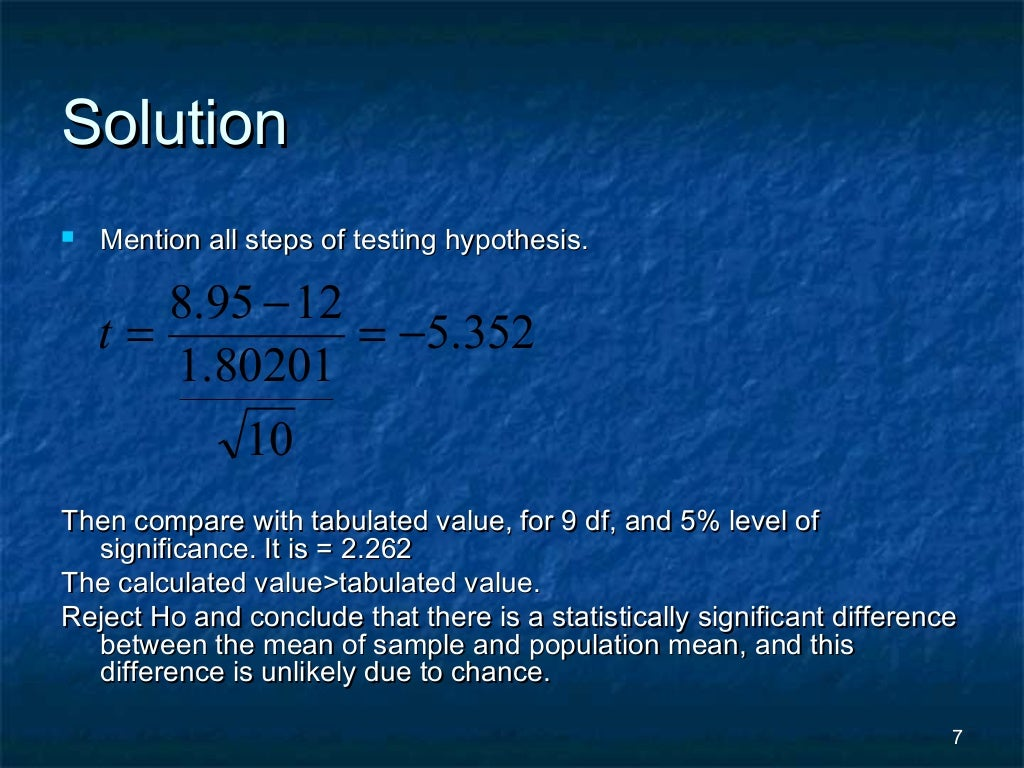 Solution
Mention all steps of testing hypothesis.
t = (8.95 − 12) / (1.80201 / √10) = −5.352
Then compare with tabulated value, for 9 df, and 5% level of
significance. It is = 2.262
The calculated value>tabulated value.
Reject Ho and conclude that there is a statistically significant difference
between the mean of sample and population mean, and this
difference is unlikely due to chance.
7